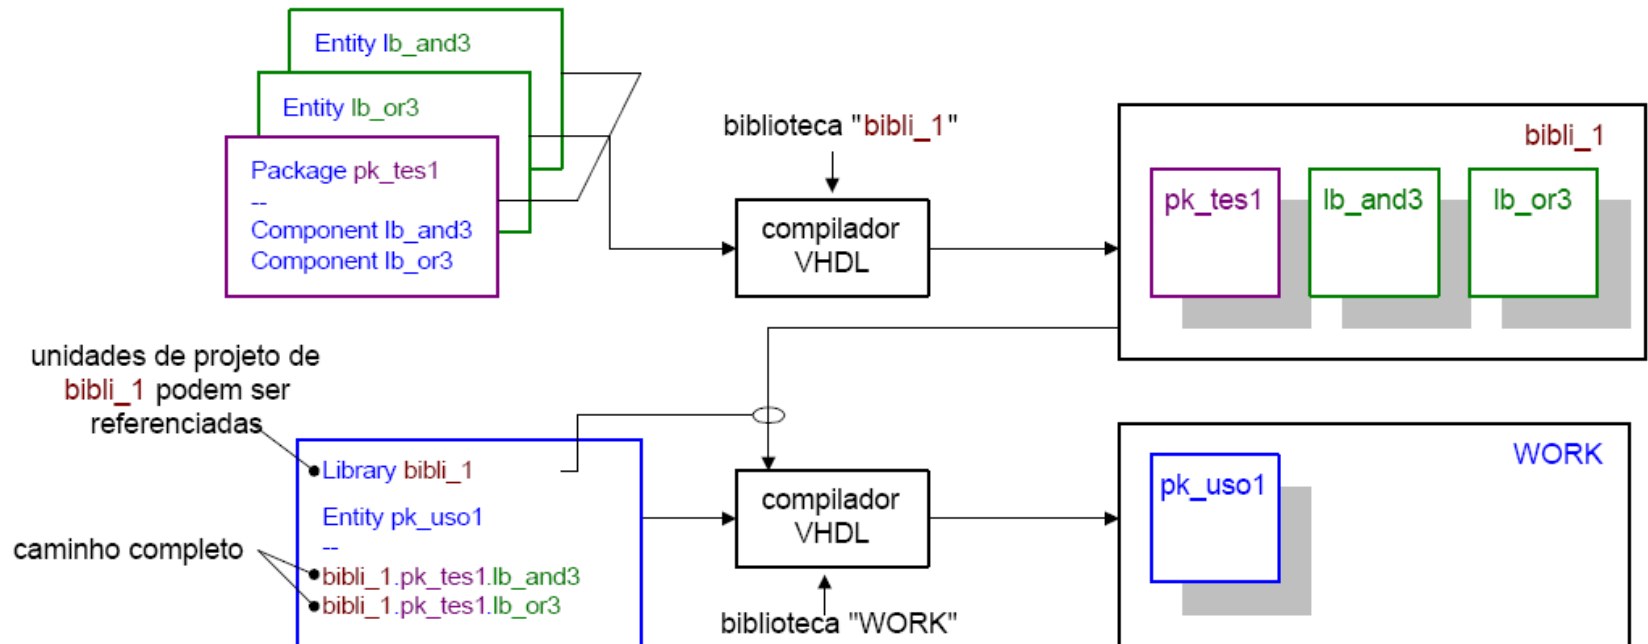 Entity lb_and3
Entity lb_or3
Package pk_tes1
--
Component lb_and3
Component lb_or3
biblioteca "bibli_1"
compilador
VHDL
bibli_1
pk_tes1
lb_and3
lb_or3
unidades de projeto de
bibli_1 podem ser
referenciadas
Library bibli_1
Entity pk_uso1
--
caminho completo
bibli_1.pk_tes1.lb_and3
bibli_1.pk_tes1.lb_or3
compilador
VHDL
biblioteca "WORK"
WORK
pk_uso1